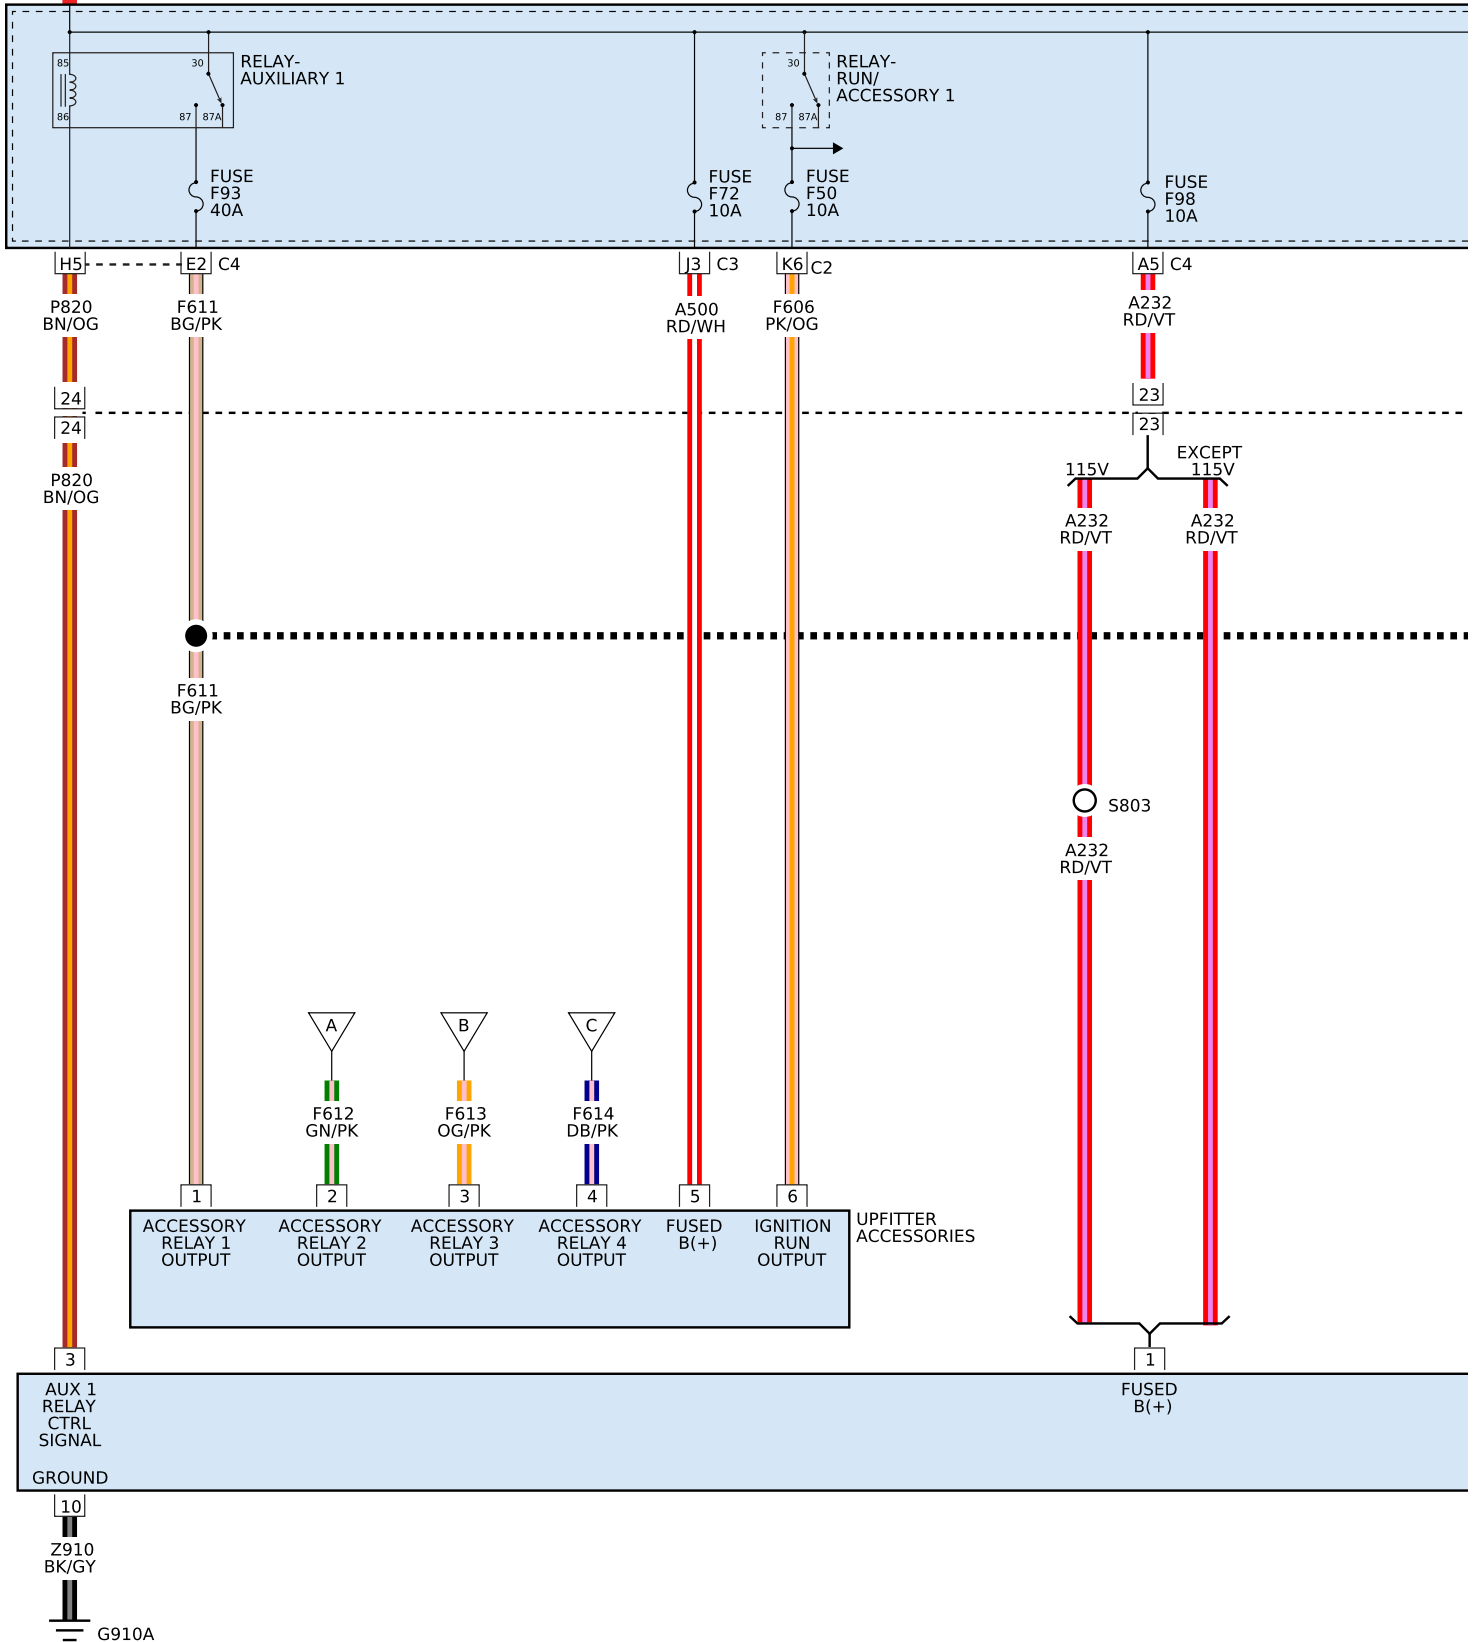 RELAY-
AUXILIARY 1
85
86
30
87
87A
RELAY-
RUN/
ACCESSORY 1
30
87
87A
FUSE
F93
40A
FUSE
F72
10A
FUSE
F50
10A
FUSE
F98
10A
H5
E2
C4
J3
C3
K6
C2
A5
C4
P820
BN/OG
F611
BG/PK
A500
RD/WH
F606
PK/OG
A232
RD/VT
24
23
24
23
P820
BN/OG
115V
EXCEPT
115V
A232
RD/VT
A232
RD/VT
F611
BG/PK
S803
A232
RD/VT
A
B
C
F612
GN/PK
F613
OG/PK
F614
DB/PK
1
2
3
4
5
6
ACCESSORY
RELAY 1
OUTPUT
ACCESSORY
RELAY 2
OUTPUT
ACCESSORY
RELAY 3
OUTPUT
ACCESSORY
RELAY 4
OUTPUT
FUSED
B(+)
IGNITION
RUN
OUTPUT
UPFITTER
ACCESSORIES
3
1
AUX 1
RELAY
CTRL
SIGNAL
FUSED
B(+)
GROUND
10
Z910
BK/GY
G910A